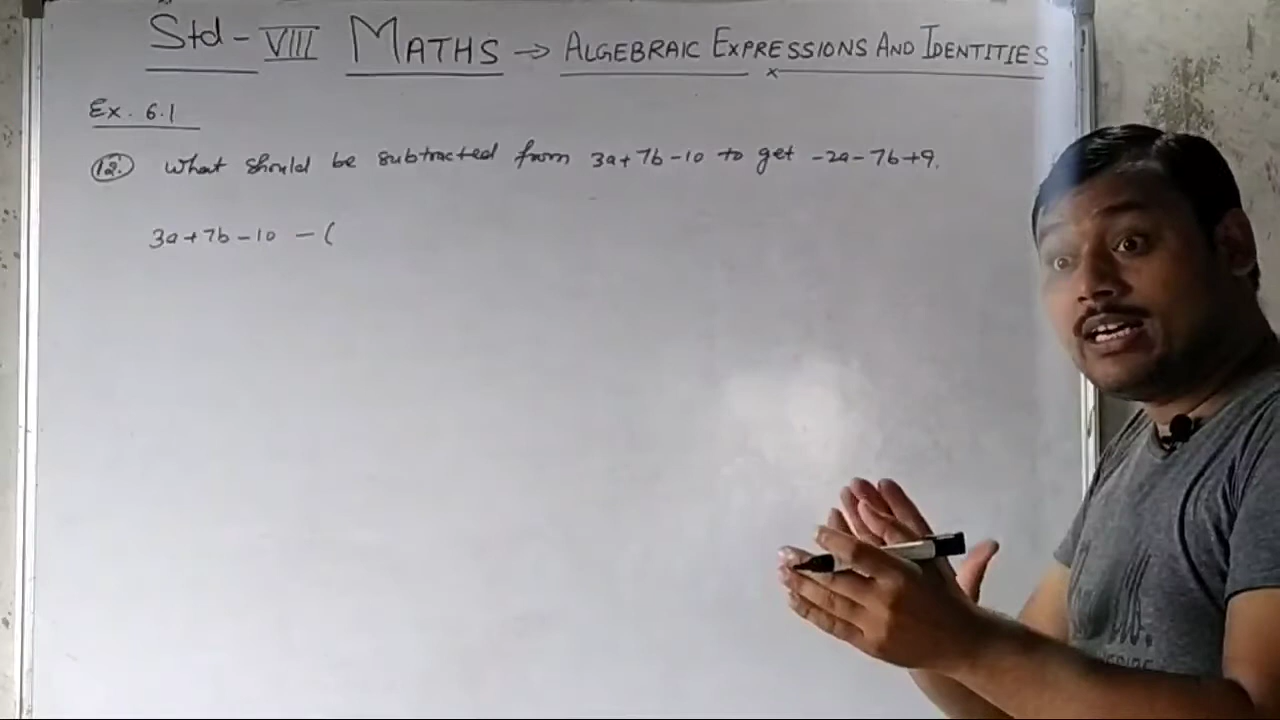 Std - VIII MATHS → ALGEBRAIC EXPRESSIONS AND IDENTITIES
Ex. 6.1
12. What should be subtracted from 3a+7b-10 to get -2a-7b+9.
3a+7b-10 - (